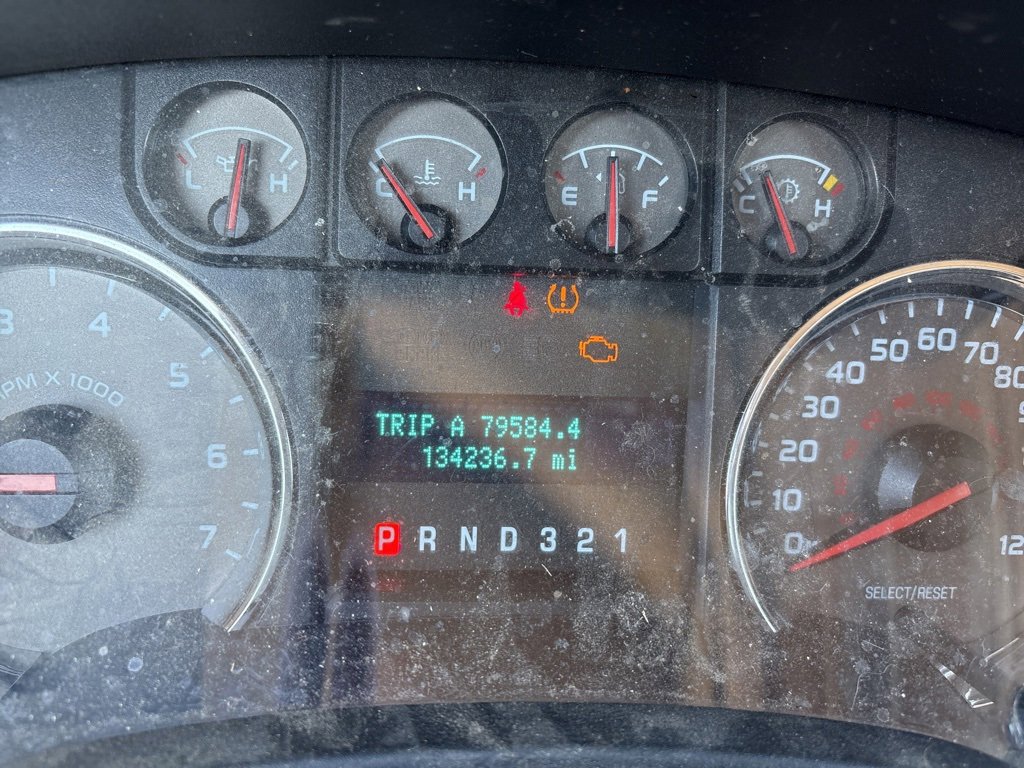 L H
C H
E F
C H
3 4 5 6 7
RPM X 1000
TRIP A 79584.4
134236.7 mi
P R N D 3 2 1
0 10 20 30 40 50 60 70 80
SELECT/RESET